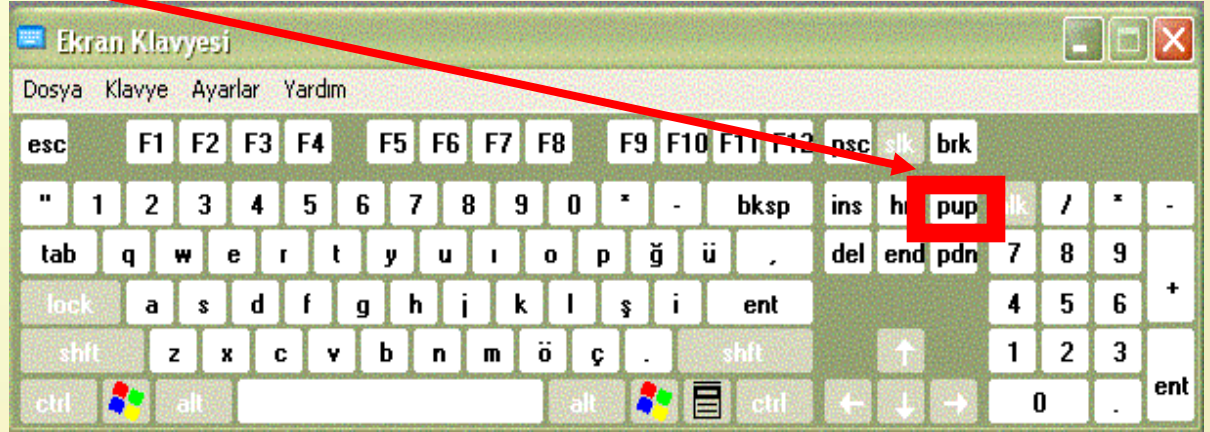 Ekran Klavyesi
Dosya Klavye Ayarlar Yardım
esc F1 F2 F3 F4 F5 F6 F7 F8 F9 F10 F11 F12 psc slk brk
" 1 2 3 4 5 6 7 8 9 0 * - bksp ins pup / * -
tab q w e r t y u ı o p ğ ü , del end pdn 7 8 9 +
lock a s d f g h j k l ş i ent 4 5 6
shft z x c v b n m ö ç . shft ↑ 1 2 3 ent
ctrl alt alt ctrl ← ↓ → 0 .